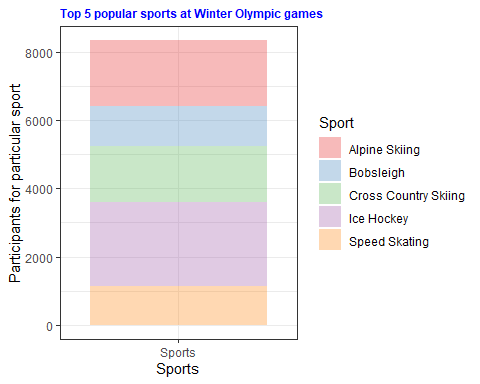 Top 5 popular sports at Winter Olympic games
Participants for particular sport
8000
6000
4000
2000
0
Sports
Sports
Sport
Alpine Skiing
Bobsleigh
Cross Country Skiing
Ice Hockey
Speed Skating